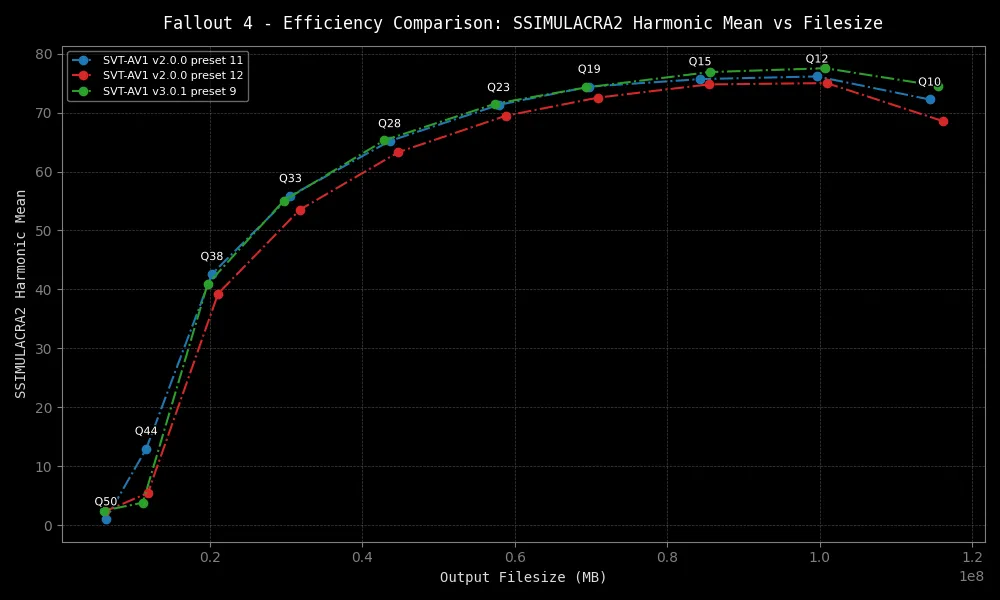 Fallout 4 - Efficiency Comparison: SSIMULACRA2 Harmonic Mean vs Filesize
SVT-AV1 v2.0.0 preset 11
SVT-AV1 v2.0.0 preset 12
SVT-AV1 v3.0.1 preset 9
SSIMULACRA2 Harmonic Mean
80
70
60
50
40
30
20
10
0
Q50
Q44
Q38
Q33
Q28
Q23
Q19
Q15
Q12
Q10
0.2
0.4
0.6
0.8
1.0
1.2
1e8
Output Filesize (MB)